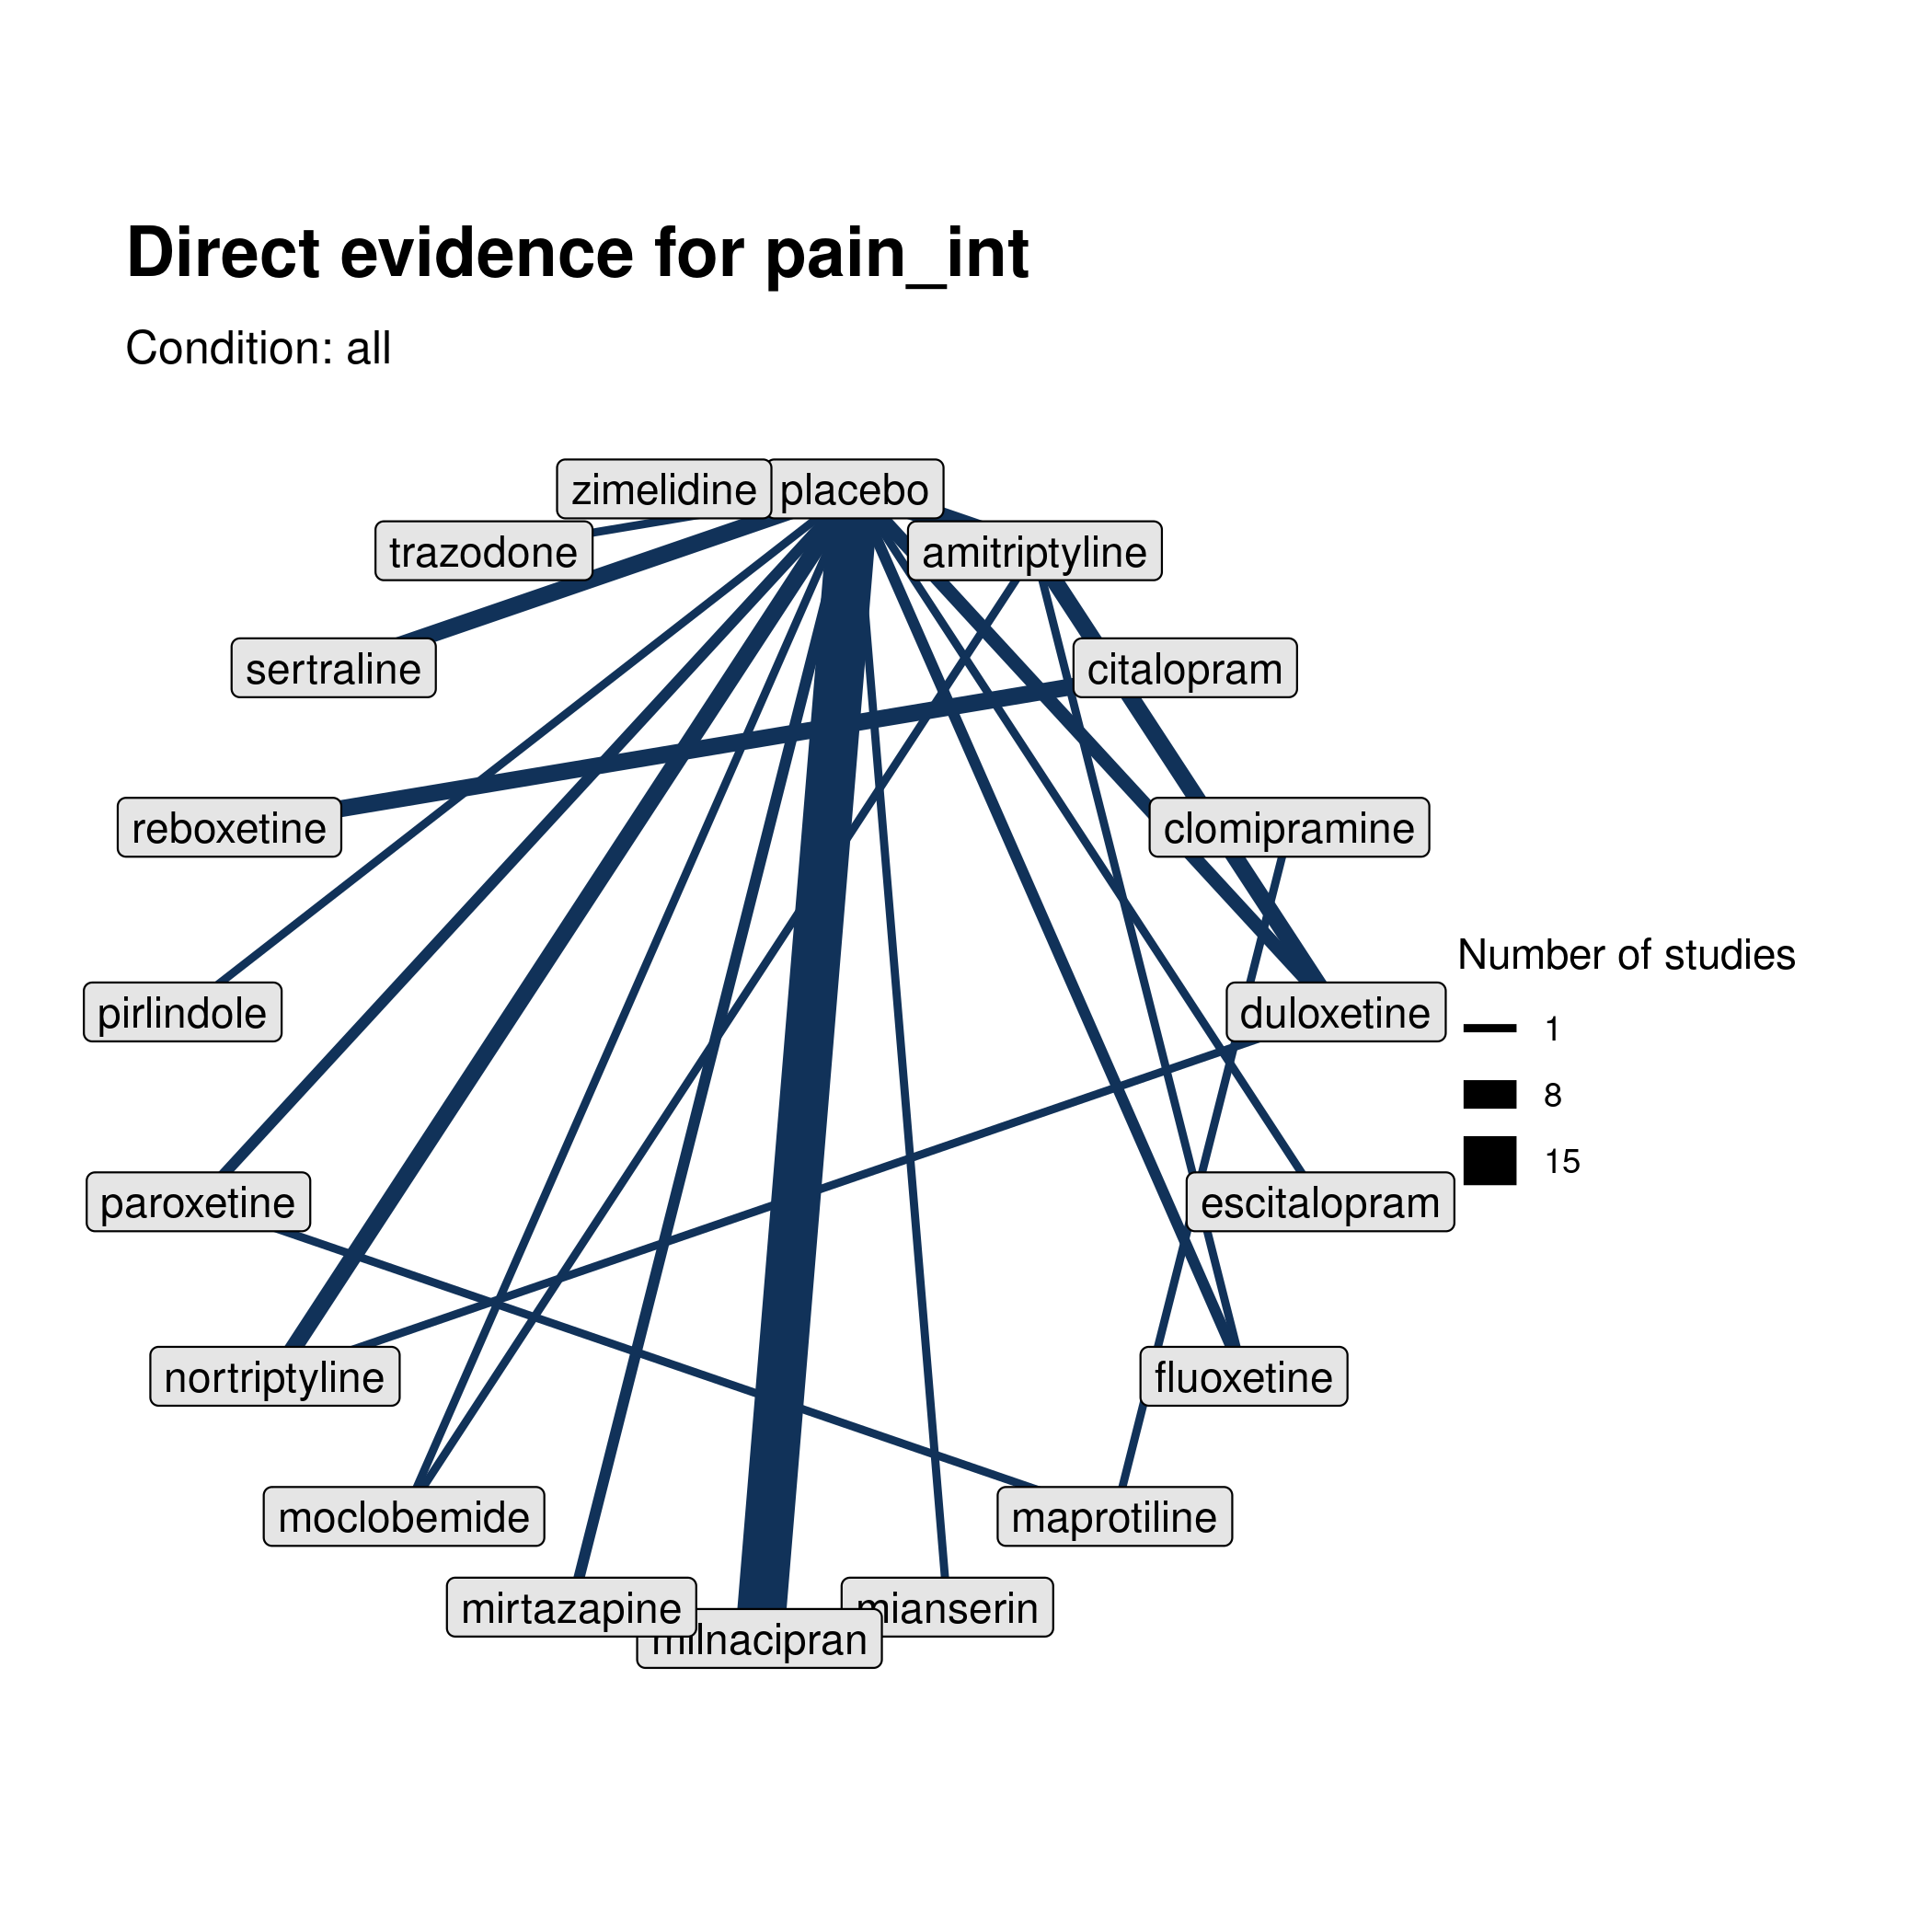 Direct evidence for pain_int
Condition: all
zimelidine
placebo
trazodone
amitriptyline
sertraline
citalopram
reboxetine
clomipramine
Number of studies
pirlindole
duloxetine
1
8
15
paroxetine
escitalopram
nortriptyline
fluoxetine
moclobemide
maprotiline
mirtazapine
mianserin
milnacipran